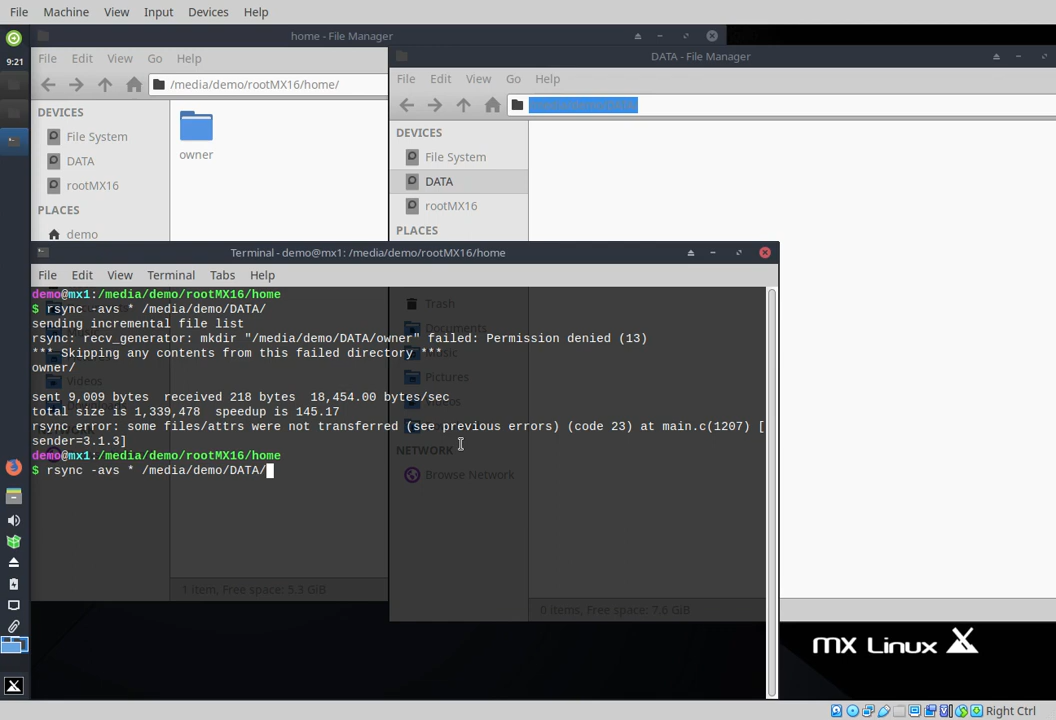 File Machine View Input Devices Help
9:21
home - File Manager
File Edit View Go Help
/media/demo/rootMX16/home/
DEVICES
File System
DATA
rootMX16
PLACES
demo
owner
DATA - File Manager
File Edit View Go Help
DEVICES
File System
DATA
rootMX16
PLACES
Terminal - demo@mx1: /media/demo/rootMX16/home
File Edit View Terminal Tabs Help
demo@mx1:/media/demo/rootMX16/home
$ rsync -avs * /media/demo/DATA/
sending incremental file list
rsync: recv_generator: mkdir "/media/demo/DATA/owner" failed: Permission denied (13)
*** Skipping any contents from this failed directory ***
owner/
sent 9,009 bytes  received 218 bytes  18,454.00 bytes/sec
total size is 1,339,478  speedup is 145.17
rsync error: some files/attrs were not transferred (see previous errors) (code 23) at main.c(1207) [
sender=3.1.3]
demo@mx1:/media/demo/rootMX16/home
$ rsync -avs * /media/demo/DATA/
Trash
Documents
Music
Pictures
Videos
Videos
NETWORK
Browse Network
1 item, Free space: 5.3 GiB
0 items, Free space: 7.6 GiB
MX Linux
Right Ctrl